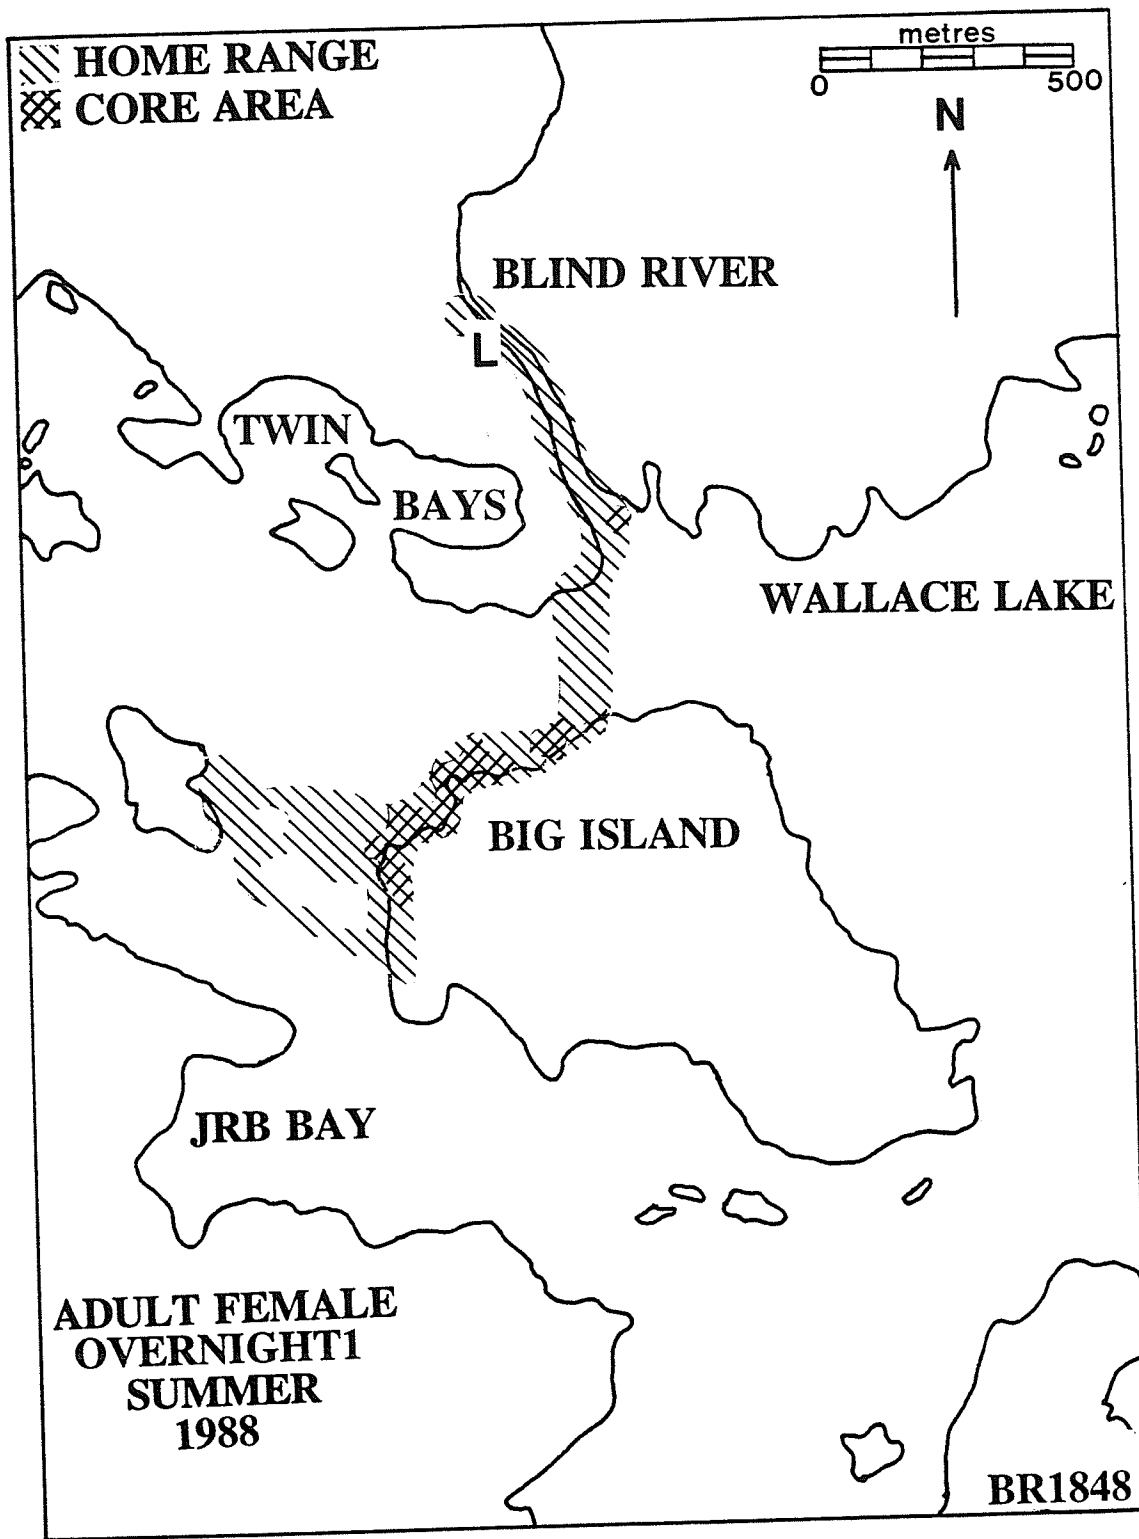 HOME RANGE
CORE AREA
metres
0 500
N
BLIND RIVER
L
TWIN
BAYS
WALLACE LAKE
BIG ISLAND
JRB BAY
ADULT FEMALE
OVERNIGHT1
SUMMER
1988
BR1848